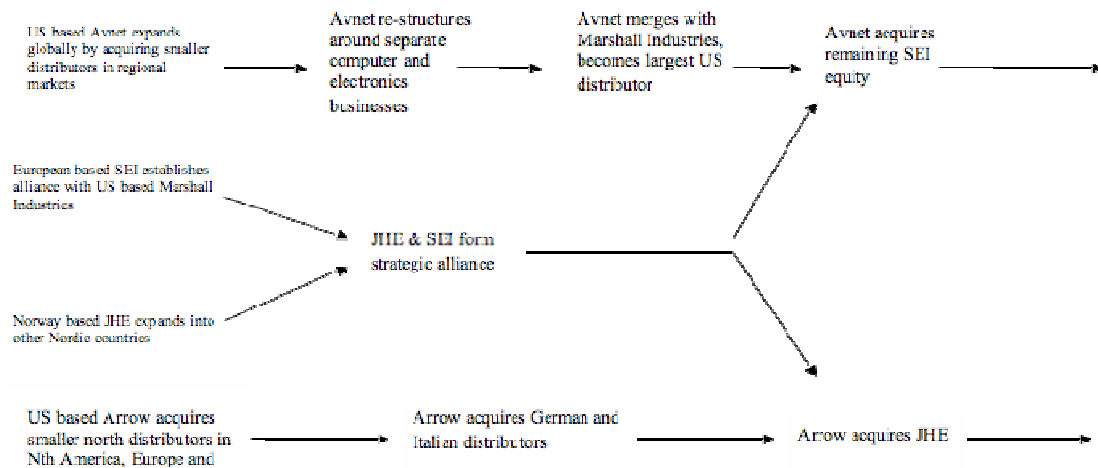 US based Avnet expands
globally by acquiring smaller
distributors in regional
markets
Avnet re-structures
around separate
computer and
electronics
businesses
Avnet merges with
Marshall Industries,
becomes largest US
distributor
Avnet acquires
remaining SEI
equity
European based SEI establishes
alliance with US based Marshall
Industries
JHE & SEI form
strategic alliance
Norway based JHE expands into
other Nordic countries
US based Arrow acquires
smaller north distributors in
Nth America, Europe and
Arrow acquires German and
Italian distributors
Arrow acquires JHE